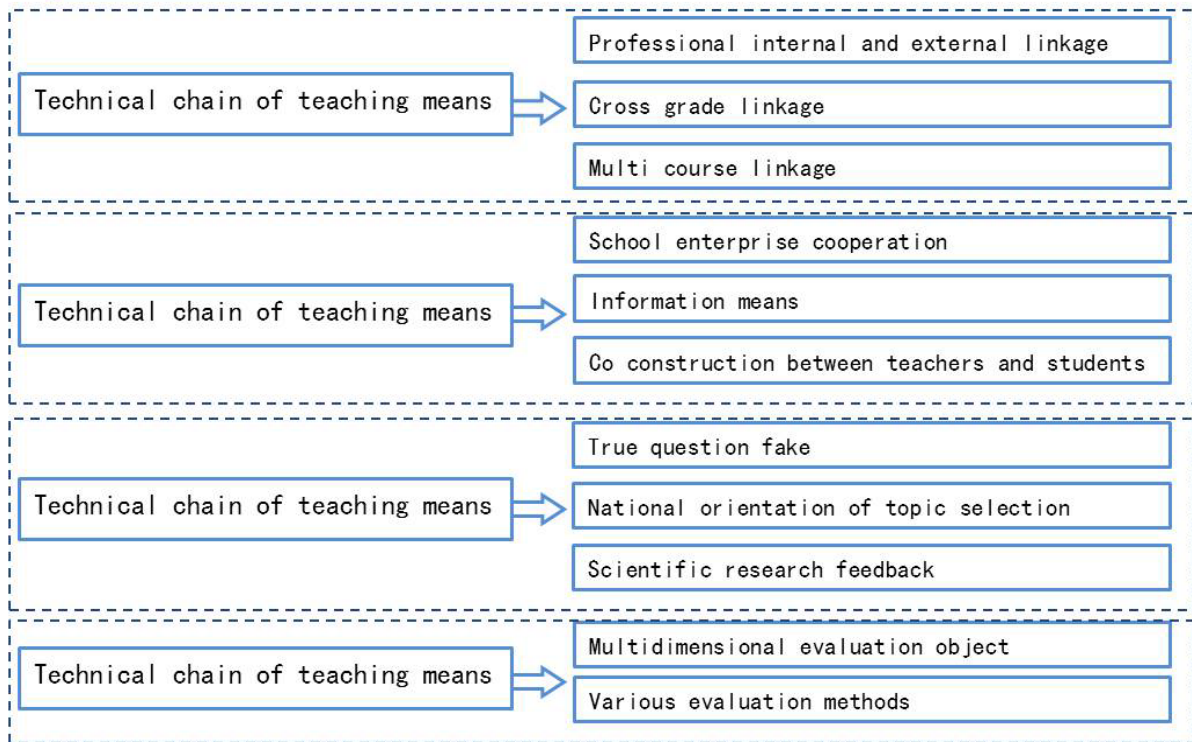 Professional internal and external linkage
Technical chain of teaching means
Cross grade linkage
Multi course linkage
School enterprise cooperation
Technical chain of teaching means
Information means
Co construction between teachers and students
True question fake
Technical chain of teaching means
National orientation of topic selection
Scientific research feedback
Technical chain of teaching means
Multidimensional evaluation object
Various evaluation methods